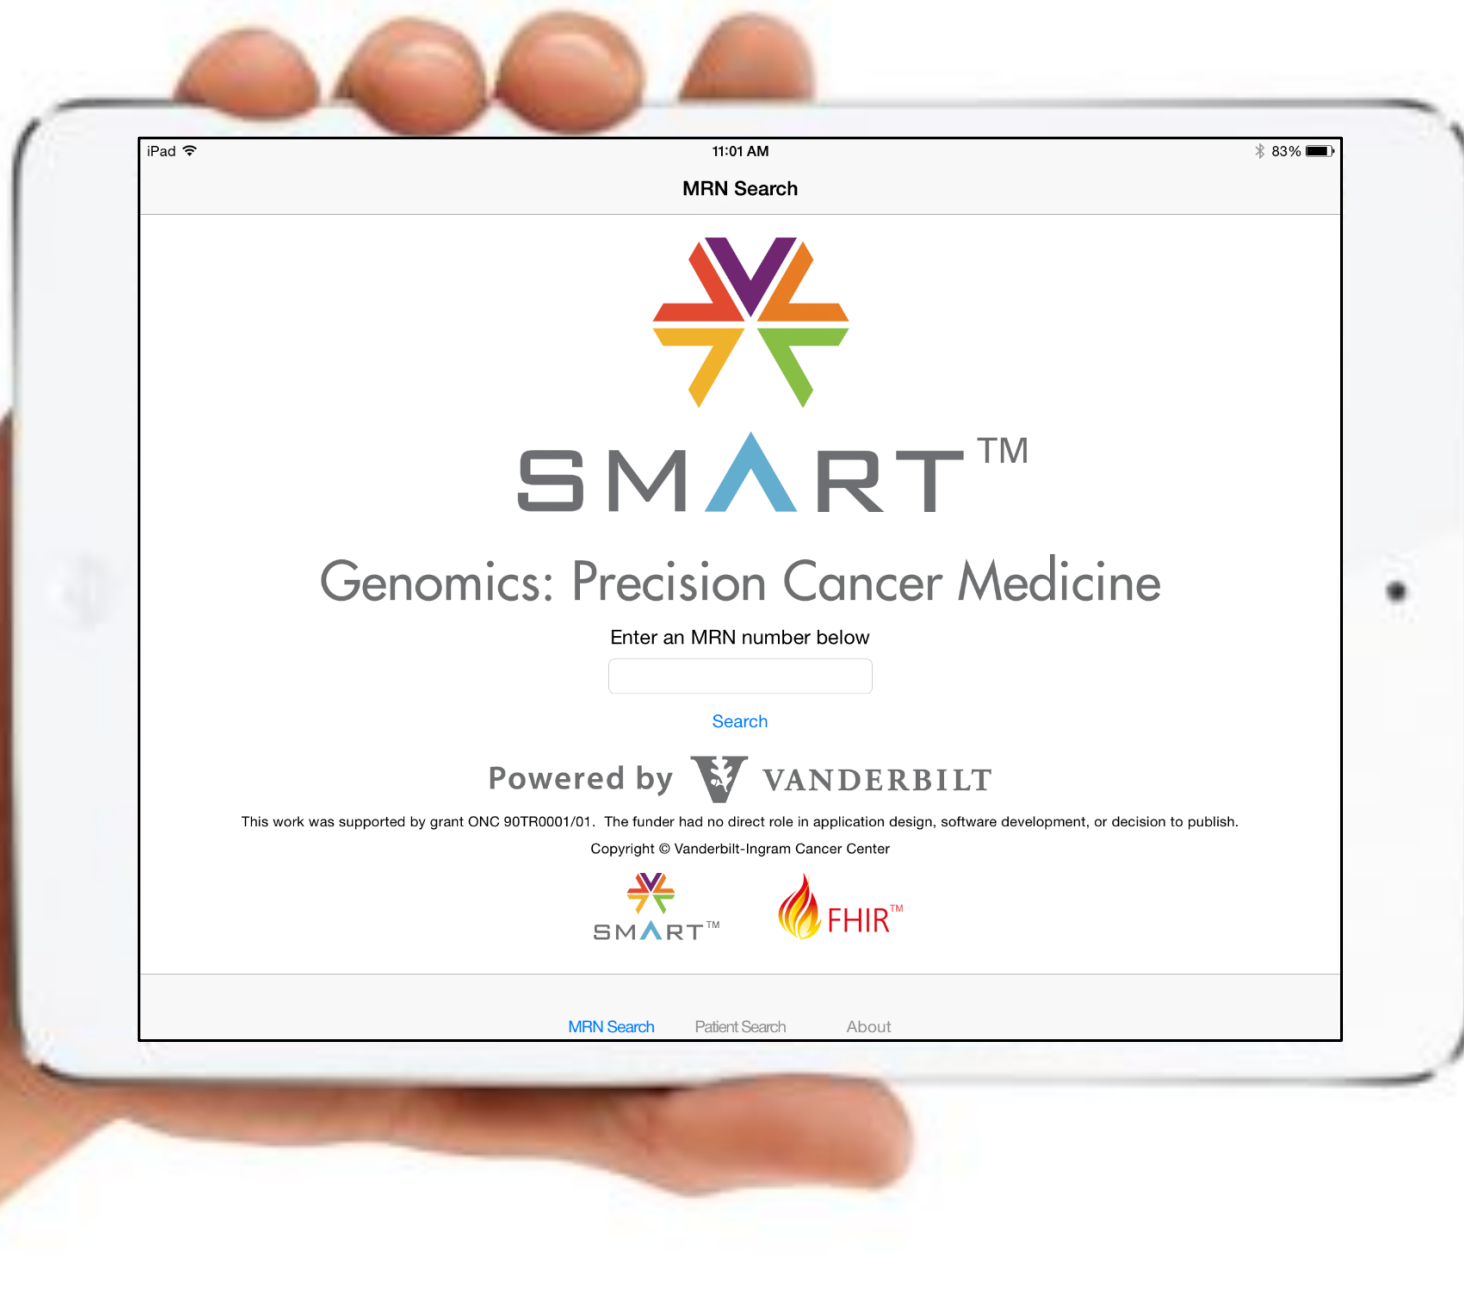 iPad 11:01 AM 83%
MRN Search
SMART™
Genomics: Precision Cancer Medicine
Enter an MRN number below
Search
Powered by VANDERBILT
This work was supported by grant ONC 90TR0001/01. The funder had no direct role in application design, software development, or decision to publish.
Copyright © Vanderbilt-Ingram Cancer Center
SMART™ FHIR™
MRN Search Patient Search About